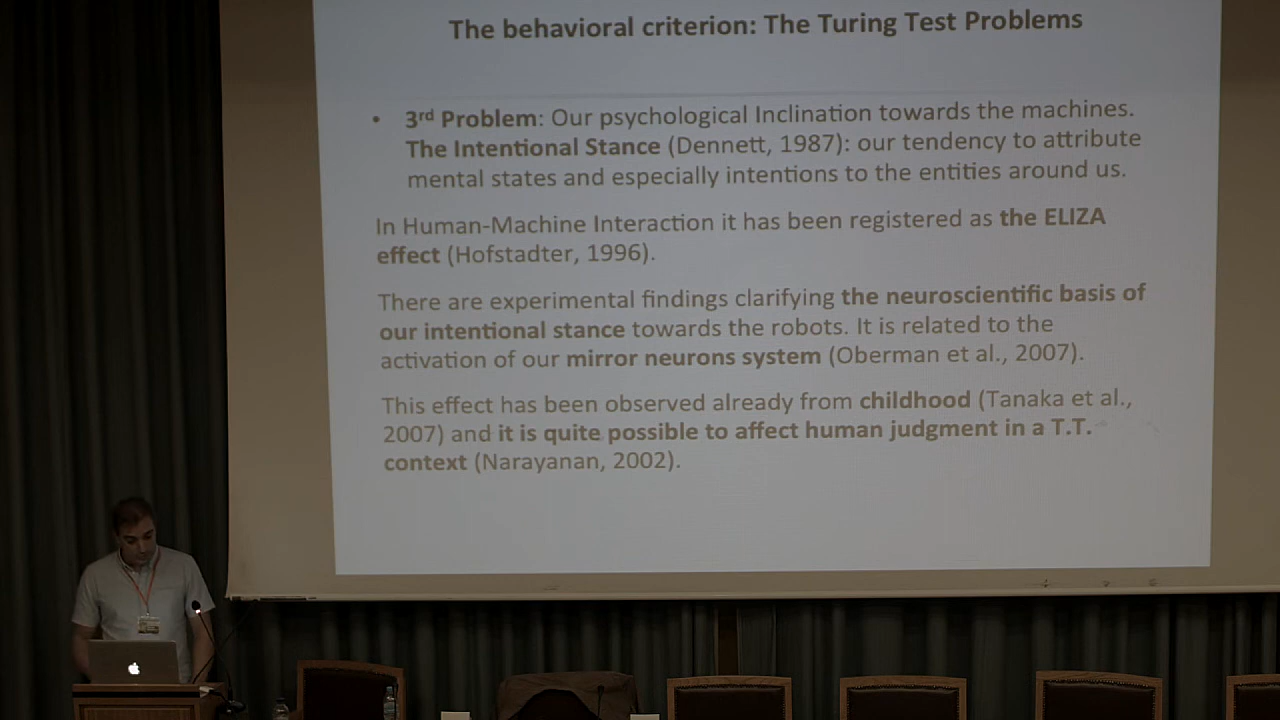 The behavioral criterion: The Turing Test Problems
• 3rd Problem: Our psychological Inclination towards the machines.
The Intentional Stance (Dennett, 1987): our tendency to attribute
mental states and especially intentions to the entities around us.
In Human-Machine Interaction it has been registered as the ELIZA
effect (Hofstadter, 1996).
There are experimental findings clarifying the neuroscientific basis of
our intentional stance towards the robots. It is related to the
activation of our mirror neurons system (Oberman et al., 2007).
This effect has been observed already from childhood (Tanaka et al.,
2007) and it is quite possible to affect human judgment in a T.T.
context (Narayanan, 2002).